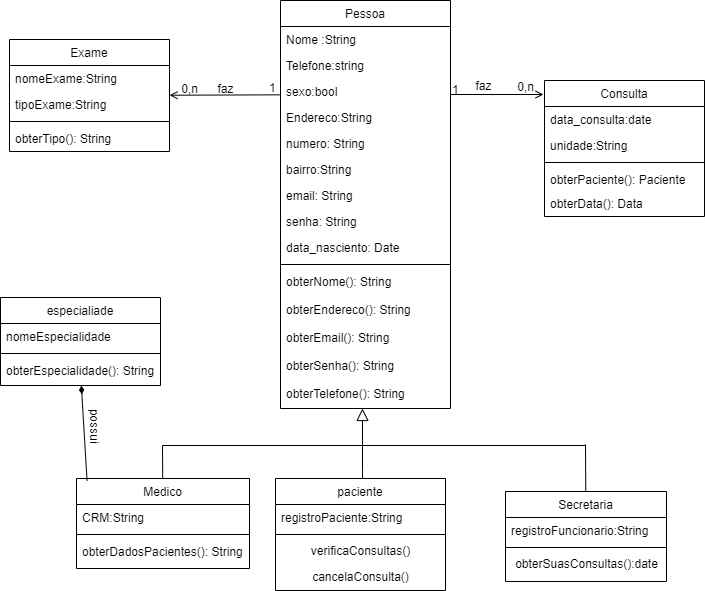 Pessoa
Nome :String
Telefone:string
sexo:bool
Endereco:String
numero: String
bairro:String
email: String
senha: String
data_nasciento: Date
obterNome(): String
obterEndereco(): String
obterEmail(): String
obterSenha(): String
obterTelefone(): String
Exame
nomeExame:String
tipoExame:String
obterTipo(): String
0,n faz 1
1 faz 0,n
Consulta
data_consulta:date
unidade:String
obterPaciente(): Paciente
obterData(): Data
especialiade
nomeEspecialidade
obterEspecialidade(): String
possui
Medico
CRM:String
obterDadosPacientes(): String
paciente
registroPaciente:String
verificaConsultas()
cancelaConsulta()
Secretaria
registroFuncionario:String
obterSuasConsultas():date